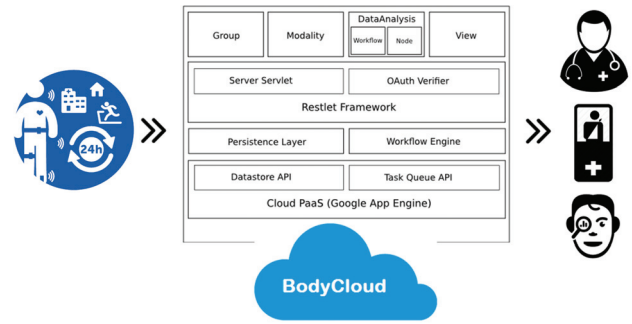 24h
Group
Modality
DataAnalysis
Workflow
Node
View
Server Servlet
OAuth Verifier
Restlet Framework
Persistence Layer
Workflow Engine
Datastore API
Task Queue API
Cloud PaaS (Google App Engine)
BodyCloud